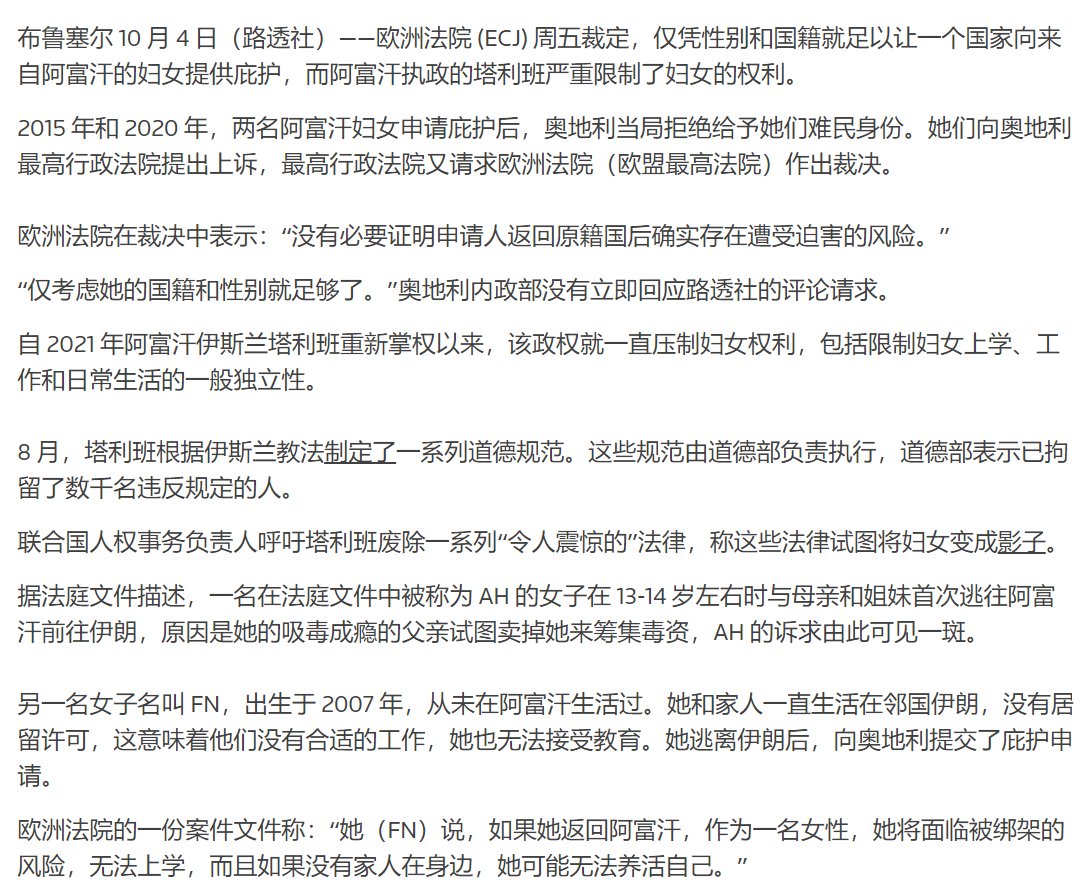 布鲁塞尔 10 月 4 日（路透社）——欧洲法院 (ECJ) 周五裁定，仅凭性别和国籍就足以让一个国家向来
自阿富汗的妇女提供庇护，而阿富汗执政的塔利班严重限制了妇女的权利。
2015 年和 2020 年，两名阿富汗妇女申请庇护后，奥地利当局拒绝给予她们难民身份。她们向奥地利
最高行政法院提出上诉，最高行政法院又请求欧洲法院（欧盟最高法院）作出裁决。
欧洲法院在裁决中表示：“没有必要证明申请人返回原籍国后确实存在遭受迫害的风险。”
“仅考虑她的国籍和性别就足够了。”奥地利内政部没有立即回应路透社的评论请求。
自 2021 年阿富汗伊斯兰塔利班重新掌权以来，该政权就一直压制妇女权利，包括限制妇女上学、工
作和日常生活的一般独立性。
8 月，塔利班根据伊斯兰教法制定了一系列道德规范。这些规范由道德部负责执行，道德部表示已拘
留了数千名违反规定的人。
联合国人权事务负责人呼吁塔利班废除一系列“令人震惊的”法律，称这些法律试图将妇女变成影子。
据法庭文件描述，一名在法庭文件中被称为 AH 的女子在 13-14 岁左右时与母亲和姐妹首次逃往阿富
汗前往伊朗，原因是她的吸毒成瘾的父亲试图卖掉她来筹集毒资，AH 的诉求由此可见一斑。
另一名女子名叫 FN，出生于 2007 年，从未在阿富汗生活过。她和家人一直生活在邻国伊朗，没有居
留许可，这意味着他们没有合适的工作，她也无法接受教育。她逃离伊朗后，向奥地利提交了庇护申
请。
欧洲法院的一份案件文件称：“她（FN）说，如果她返回阿富汗，作为一名女性，她将面临被绑架的
风险，无法上学，而且如果没有家人在身边，她可能无法养活自己。”